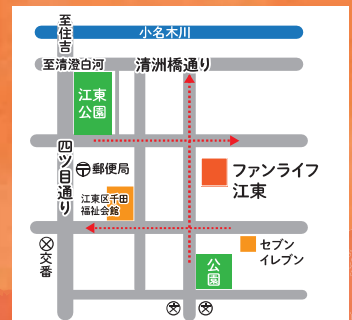 至住吉
小名木川
至清澄白河
清洲橋通り
江東
公園
四ツ目通り
〒郵便局
ファンライフ
江東
江東区千田
福祉会館
交番
セブン
イレブン
公園